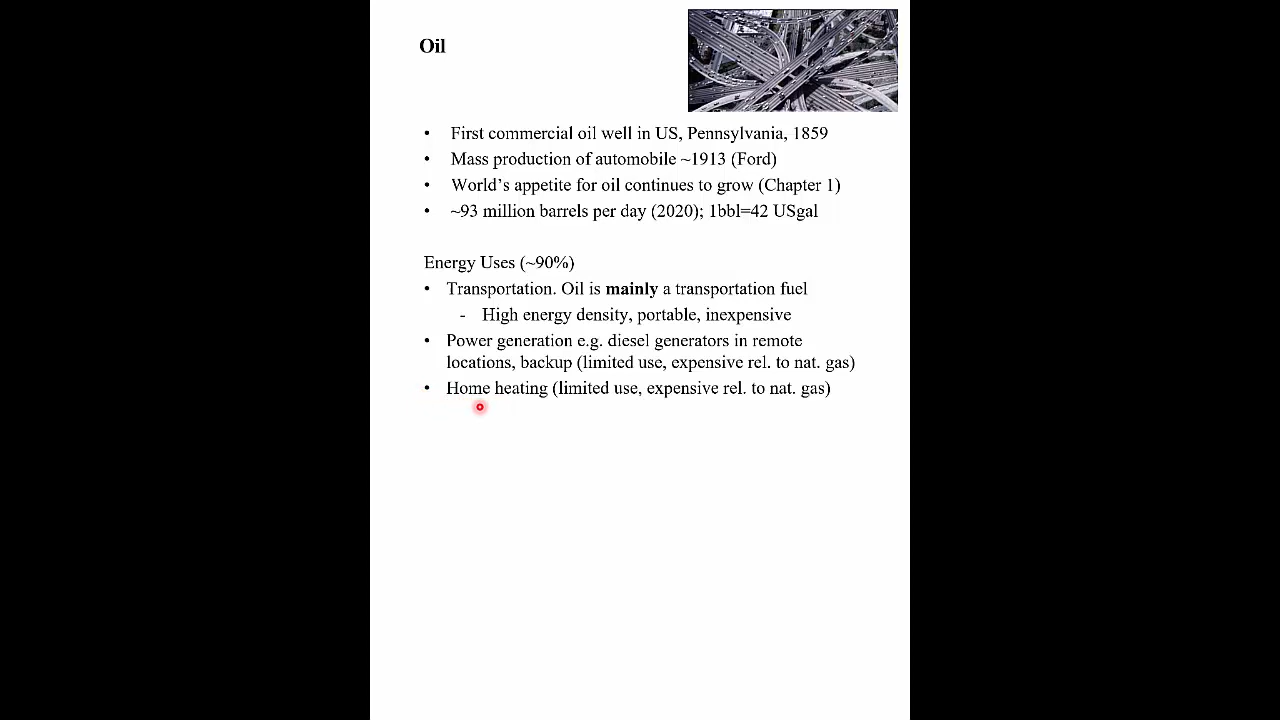 Oil
• First commercial oil well in US, Pennsylvania, 1859
• Mass production of automobile ~1913 (Ford)
• World’s appetite for oil continues to grow (Chapter 1)
• ~93 million barrels per day (2020); 1bbl=42 USgal
Energy Uses (~90%)
• Transportation. Oil is mainly a transportation fuel
- High energy density, portable, inexpensive
• Power generation e.g. diesel generators in remote
locations, backup (limited use, expensive rel. to nat. gas)
• Home heating (limited use, expensive rel. to nat. gas)